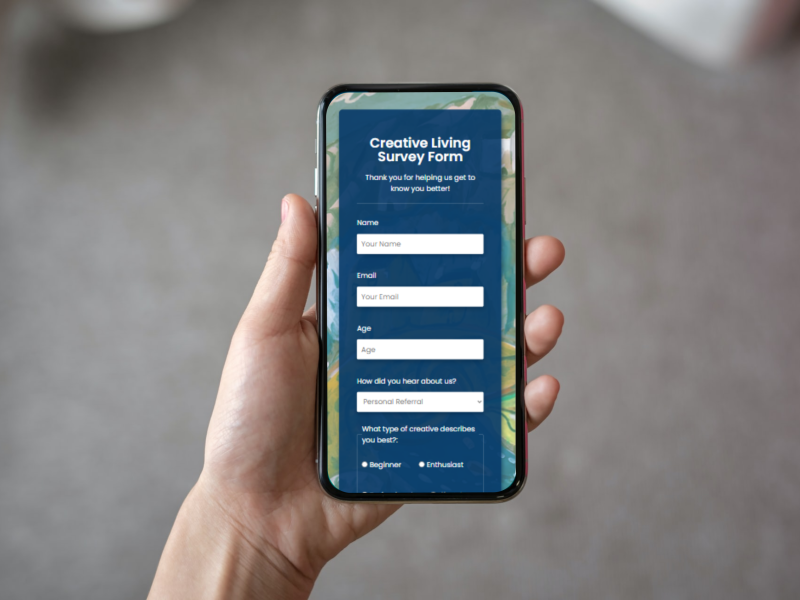 Creative Living
Survey Form
Thank you for helping us get to
know you better!
Name
Your Name
Email
Your Email
Age
Age
How did you hear about us?
Personal Referral
What type of creative describes
you best?:
Beginner Enthusiast